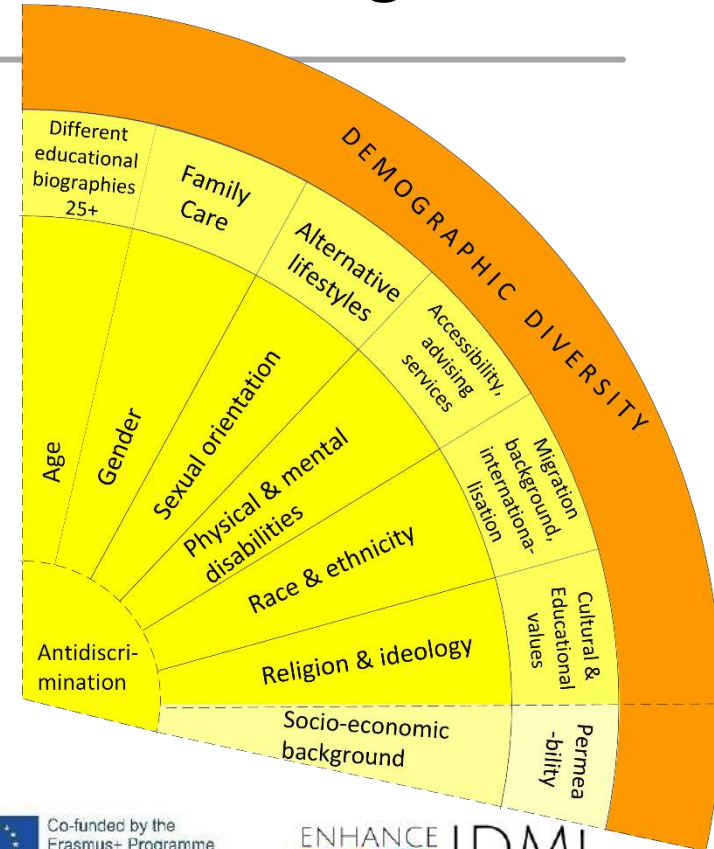 DEMOGRAPHIC DIVERSITY
Different
educational
biographies
25+
Family
Care
Alternative
lifestyles
Accessibility,
advising
services
Migration
background,
internationa-
lisation
Cultural &
Educational
values
Permea
-bility
Age
Gender
Sexual orientation
Physical & mental
disabilities
Race & ethnicity
Religion & ideology
Socio-economic
background
Antidiscri-
mination
Co-funded by the
Erasmus+ Programme
ENHANCE